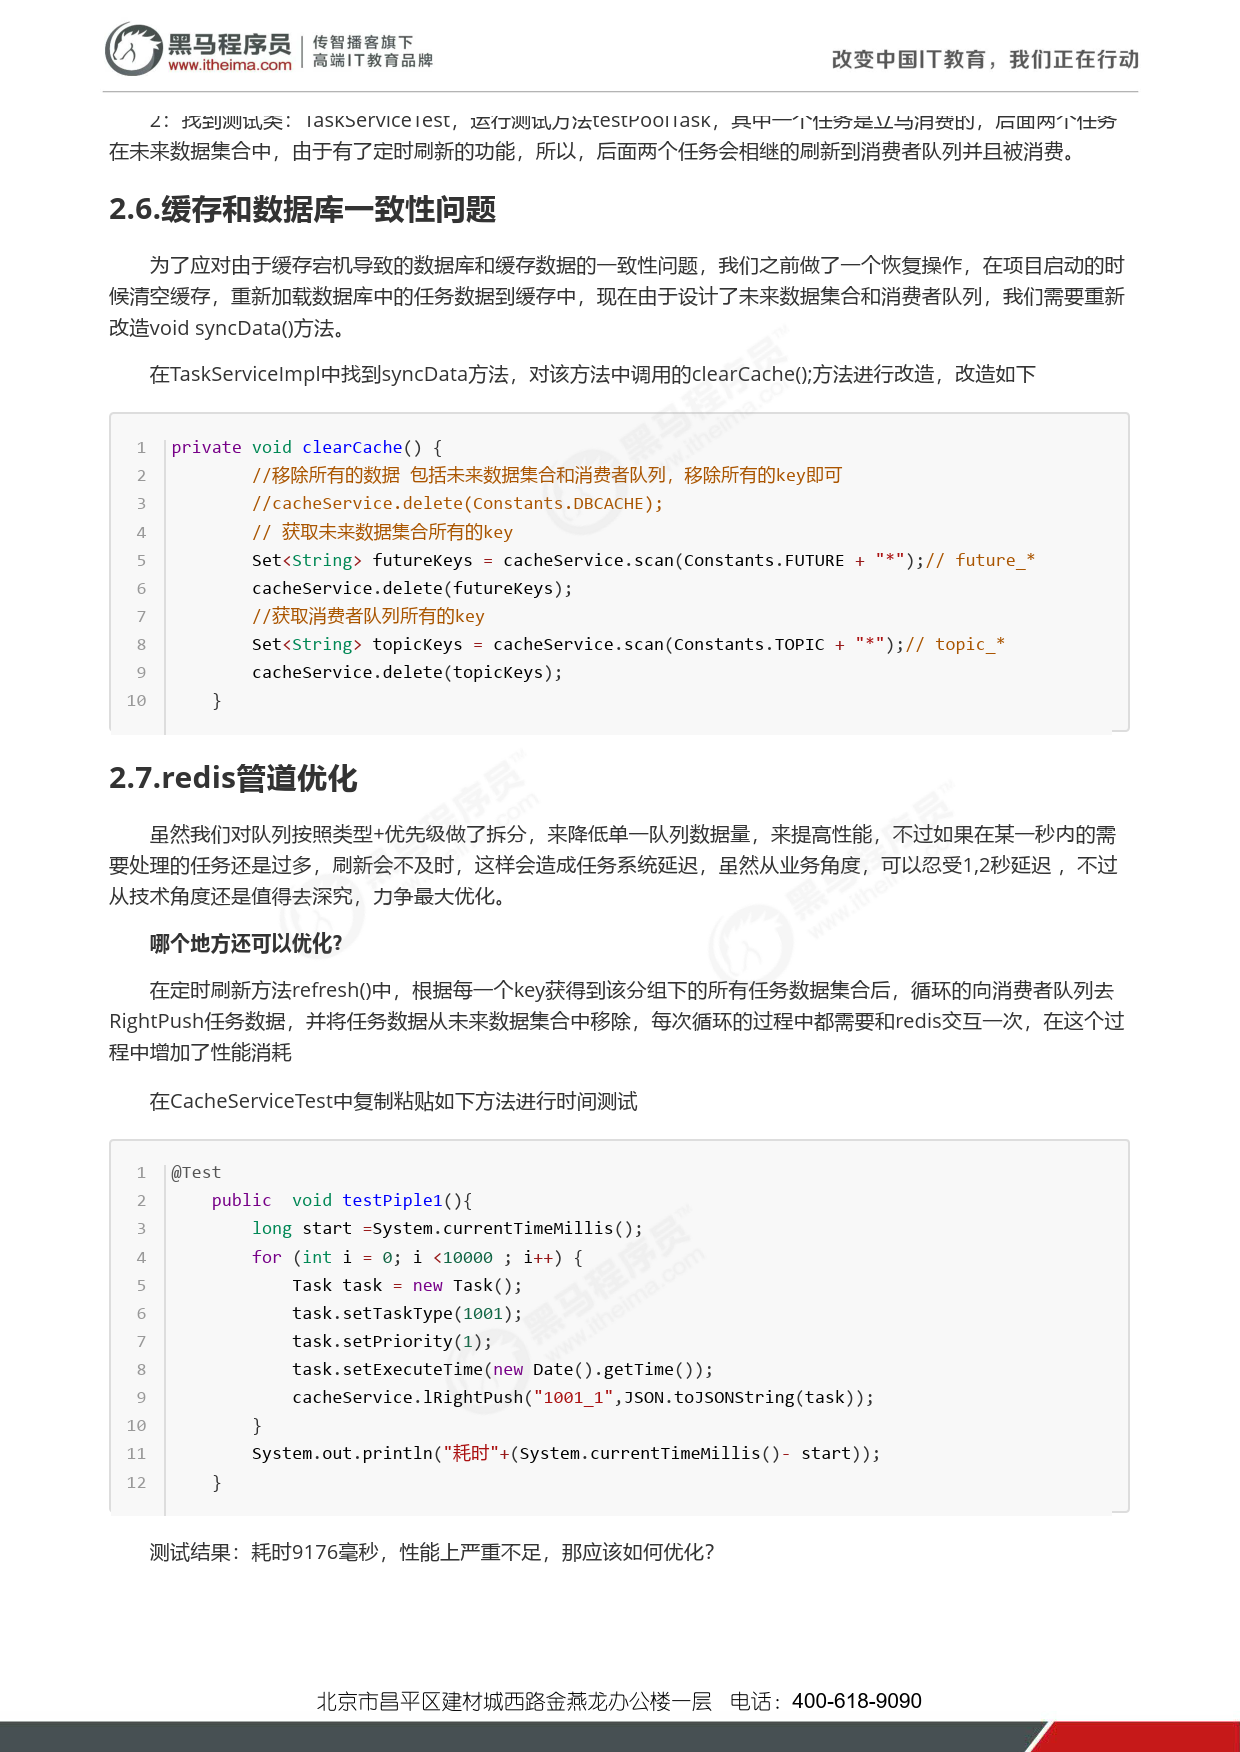 黑马程序员
www.itheima.com
传智播客旗下
高端IT教育品牌
改变中国IT教育，我们正在行动
2：找到测试类：TaskServiceTest，运行测试方法testPoolTask，其中一个任务是立马消费的，后面两个任务
在未来数据集合中，由于有了定时刷新的功能，所以，后面两个任务会相继的刷新到消费者队列并且被消费。
2.6.缓存和数据库一致性问题
为了应对由于缓存宕机导致的数据库和缓存数据的一致性问题，我们之前做了一个恢复操作，在项目启动的时
候清空缓存，重新加载数据库中的任务数据到缓存中，现在由于设计了未来数据集合和消费者队列，我们需要重新
改造void syncData()方法。
在TaskServiceImpl中找到syncData方法，对该方法中调用的clearCache();方法进行改造，改造如下
1 private void clearCache() {
2 //移除所有的数据 包括未来数据集合和消费者队列，移除所有的key即可
3 //cacheService.delete(Constants.DBCACHE);
4 // 获取未来数据集合所有的key
5 Set<String> futureKeys = cacheService.scan(Constants.FUTURE + "*");// future_*
6 cacheService.delete(futureKeys);
7 //获取消费者队列所有的key
8 Set<String> topicKeys = cacheService.scan(Constants.TOPIC + "*");// topic_*
9 cacheService.delete(topicKeys);
10 }
2.7.redis管道优化
虽然我们对队列按照类型+优先级做了拆分，来降低单一队列数据量，来提高性能，不过如果在某一秒内的需
要处理的任务还是过多，刷新会不及时，这样会造成任务系统延迟，虽然从业务角度，可以忍受1,2秒延迟 ，不过
从技术角度还是值得去深究，力争最大优化。
哪个地方还可以优化?
在定时刷新方法refresh()中，根据每一个key获得到该分组下的所有任务数据集合后，循环的向消费者队列去
RightPush任务数据，并将任务数据从未来数据集合中移除，每次循环的过程中都需要和redis交互一次，在这个过
程中增加了性能消耗
在CacheServiceTest中复制粘贴如下方法进行时间测试
1 @Test
2 public  void testPiple1(){
3 long start =System.currentTimeMillis();
4 for (int i = 0; i <10000 ; i++) {
5 Task task = new Task();
6 task.setTaskType(1001);
7 task.setPriority(1);
8 task.setExecuteTime(new Date().getTime());
9 cacheService.lRightPush("1001_1",JSON.toJSONString(task));
10 }
11 System.out.println("耗时"+(System.currentTimeMillis()- start));
12 }
测试结果：耗时9176毫秒，性能上严重不足，那应该如何优化？
北京市昌平区建材城西路金燕龙办公楼一层 电话：400-618-9090